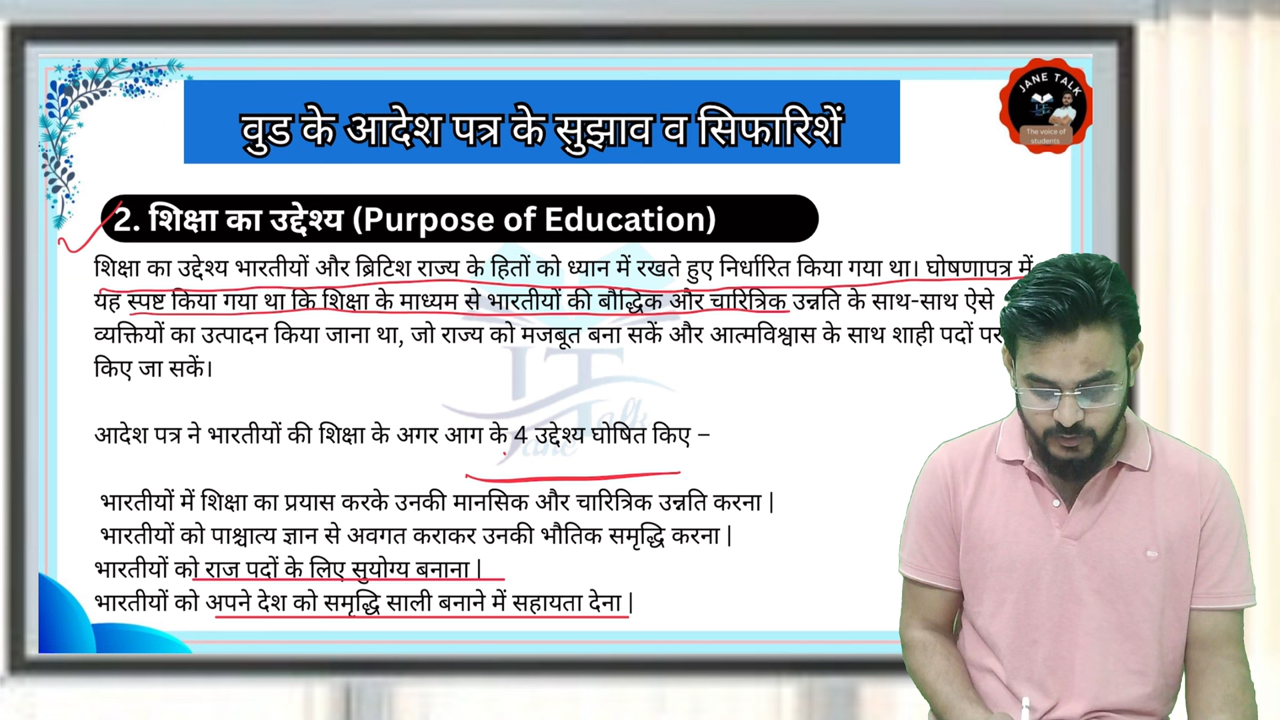 वुड के आदेश पत्र के सुझाव व सिफारिशें
JANE TALK
The voice of
students
2. शिक्षा का उद्देश्य (Purpose of Education)
शिक्षा का उद्देश्य भारतीयों और ब्रिटिश राज्य के हितों को ध्यान में रखते हुए निर्धारित किया गया था। घोषणापत्र में
यह स्पष्ट किया गया था कि शिक्षा के माध्यम से भारतीयों की बौद्धिक और चारित्रिक उन्नति के साथ-साथ ऐसे
व्यक्तियों का उत्पादन किया जाना था, जो राज्य को मजबूत बना सकें और आत्मविश्वास के साथ शाही पदों पर
किए जा सकें।
आदेश पत्र ने भारतीयों की शिक्षा के अगर आग के 4 उद्देश्य घोषित किए –
भारतीयों में शिक्षा का प्रयास करके उनकी मानसिक और चारित्रिक उन्नति करना |
भारतीयों को पाश्चात्य ज्ञान से अवगत कराकर उनकी भौतिक समृद्धि करना |
भारतीयों को राज पदों के लिए सुयोग्य बनाना |
भारतीयों को अपने देश को समृद्धि साली बनाने में सहायता देना |
JT
Jane Talk